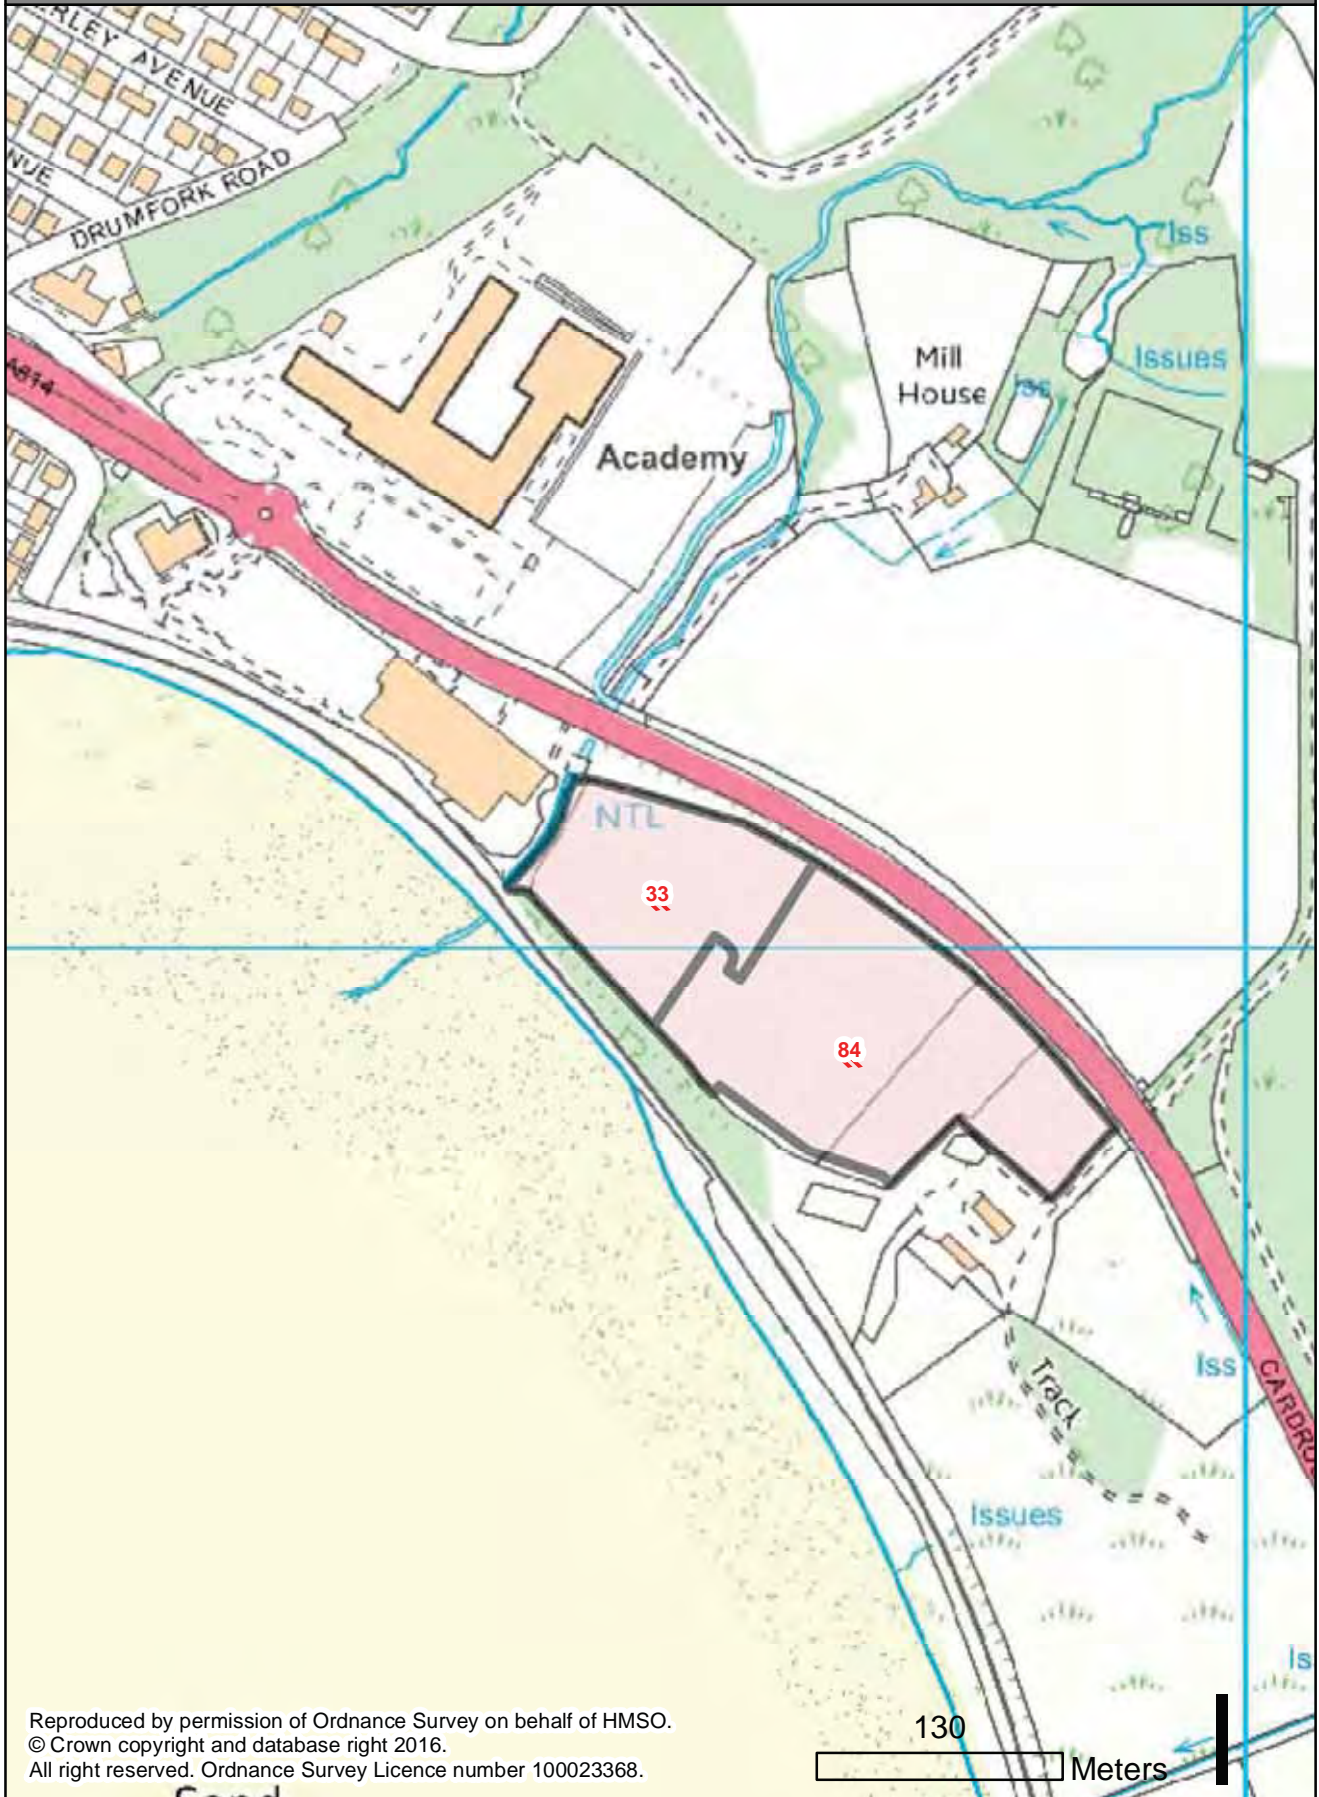 ERLEY AVENUE
NUE
DRUMFORK ROAD
A814
Iss
Issues
Mill
House
Iss
Academy
NTL
33
84
Iss
Track
CARDRO
Issues
Is
Reproduced by permission of Ordnance Survey on behalf of HMSO.
© Crown copyright and database right 2016.
All right reserved. Ordnance Survey Licence number 100023368.
130
Meters